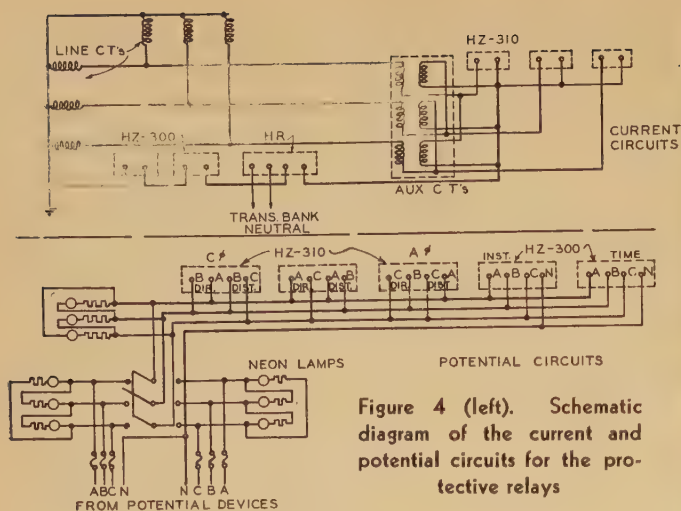 LINE CT's
HZ-310
HZ-300
HR
CURRENT
CIRCUITS
TRANS. BANK
NEUTRAL
AUX C T's
Cø HZ-310 Aø INST. HZ-300 TIME
B A B C A C A B C B C A A B C N A B C N
DIR. DIST. DIR. DIST. DIR. DIST.
NEON LAMPS
POTENTIAL CIRCUITS
Figure 4 (left). Schematic
diagram of the current and
potential circuits for the pro-
tective relays
ABC N N C B A
FROM POTENTIAL DEVICES